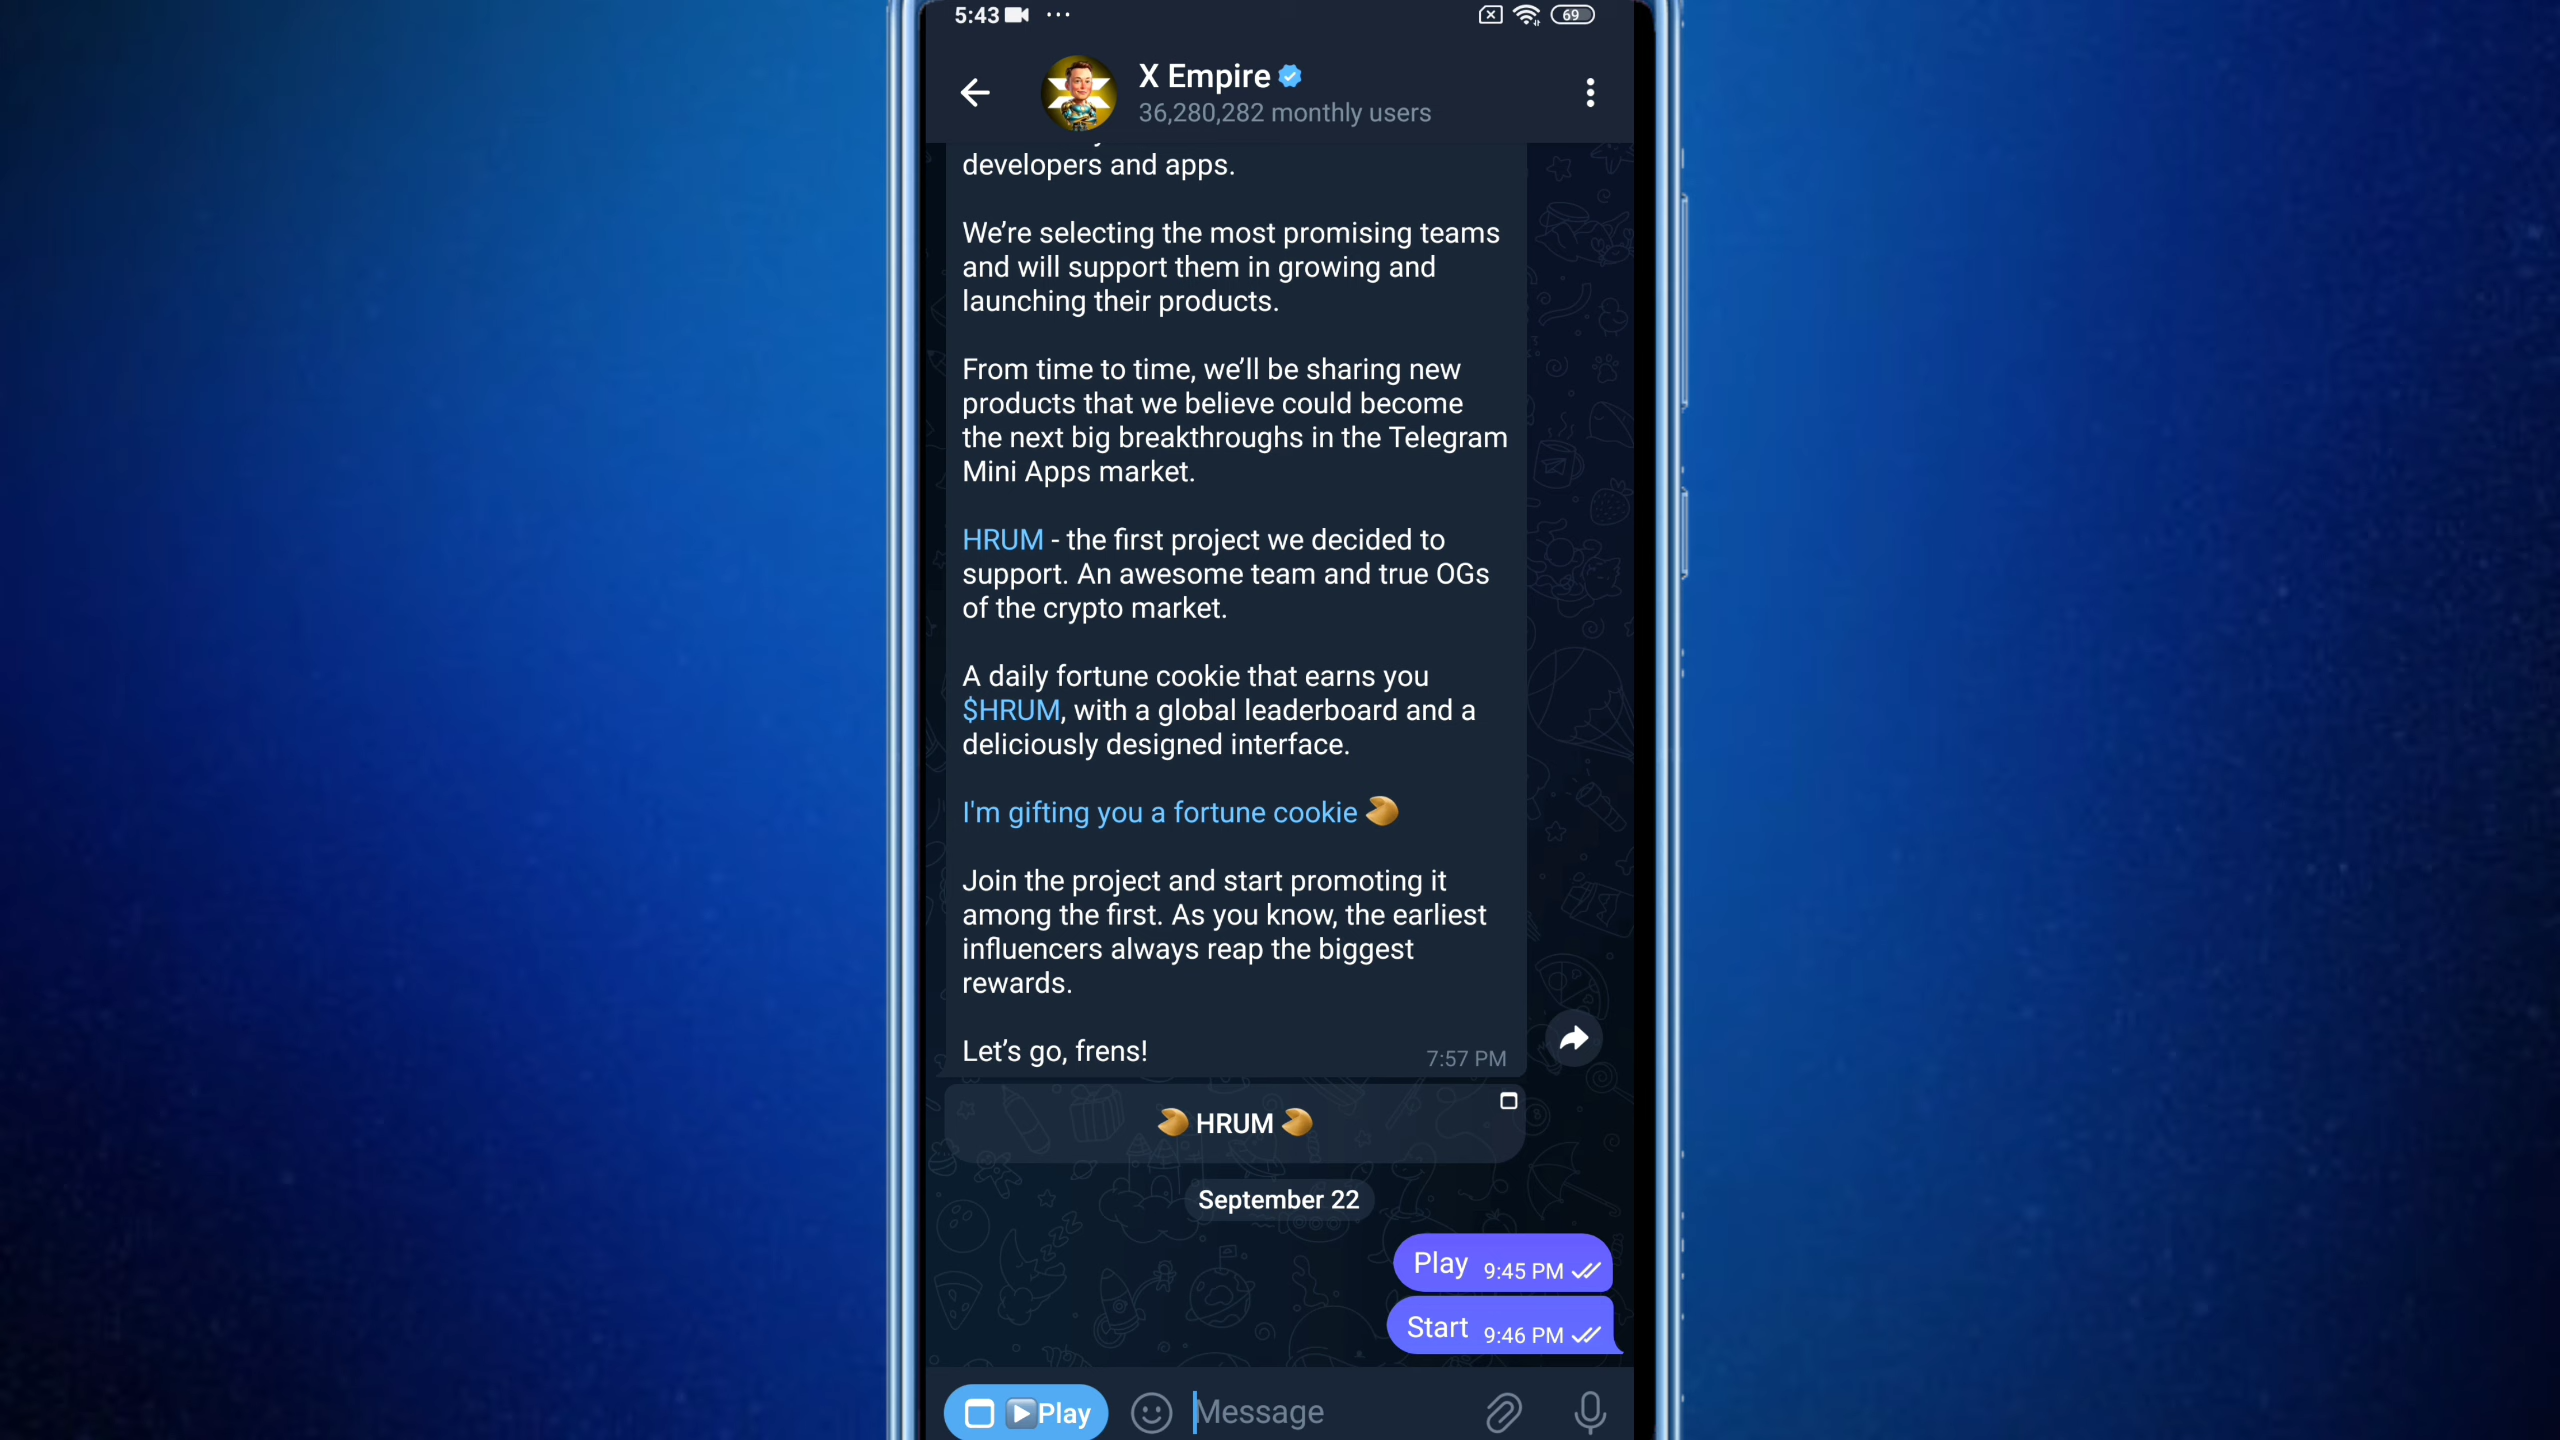 5:43
69
X Empire
36,280,282 monthly users
developers and apps.
We’re selecting the most promising teams
and will support them in growing and
launching their products.
From time to time, we’ll be sharing new
products that we believe could become
the next big breakthroughs in the Telegram
Mini Apps market.
HRUM - the first project we decided to
support. An awesome team and true OGs
of the crypto market.
A daily fortune cookie that earns you
$HRUM, with a global leaderboard and a
deliciously designed interface.
I'm gifting you a fortune cookie
Join the project and start promoting it
among the first. As you know, the earliest
influencers always reap the biggest
rewards.
Let’s go, frens!
7:57 PM
HRUM
September 22
Play 9:45 PM
Start 9:46 PM
Play
Message